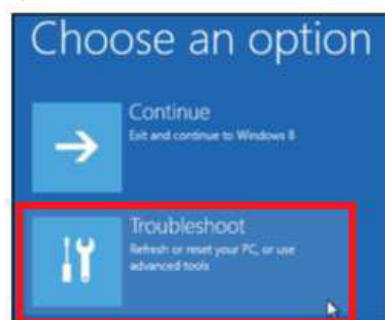 Choose an option
Continue
Exit and continue to Windows 8
Troubleshoot
Refresh or reset your PC, or use
advanced tools